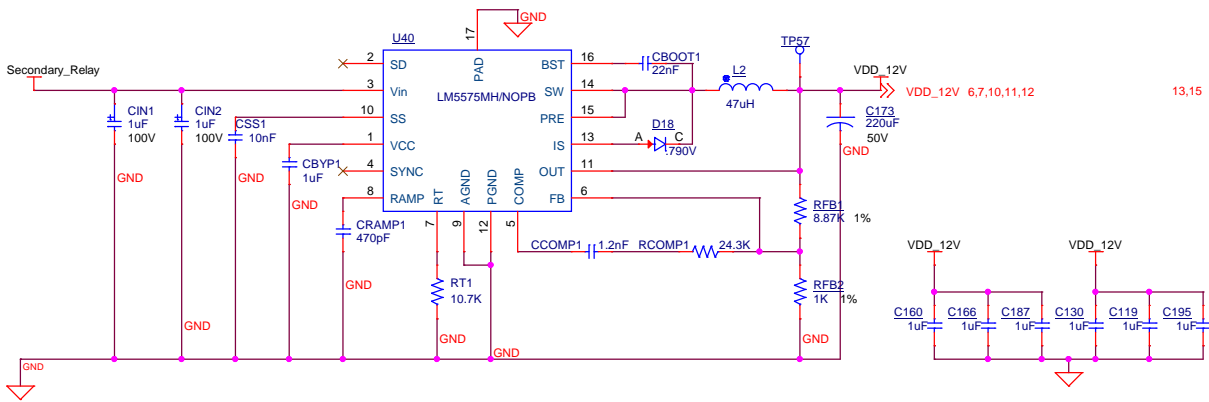 GND
17
U40
TP57
2
SD
PAD
BST
16
CBOOT1
22nF
Secondary_Relay
3
Vin
LM5575MH/NOPB
SW
14
L2
47uH
VDD_12V
VDD_12V 6,7,10,11,12
13,15
CIN1
1uF
100V
CIN2
1uF
100V
CSS1
10nF
10
SS
PRE
15
C173
220uF
50V
GND
1
VCC
IS
13
A
D18
C
.790V
CBYP1
1uF
4
SYNC
OUT
11
GND
8
RAMP
RT
AGND
PGND
COMP
FB
6
RFB1
8.87K 1%
CRAMP1
470pF
7
9
12
5
CCOMP1
1.2nF
RCOMP1
24.3K
VDD_12V
VDD_12V
GND
RT1
10.7K
RFB2
1K 1%
C160
1uF
C166
1uF
C187
1uF
C130
1uF
C119
1uF
C195
1uF
GND
GND
GND
GND
GND